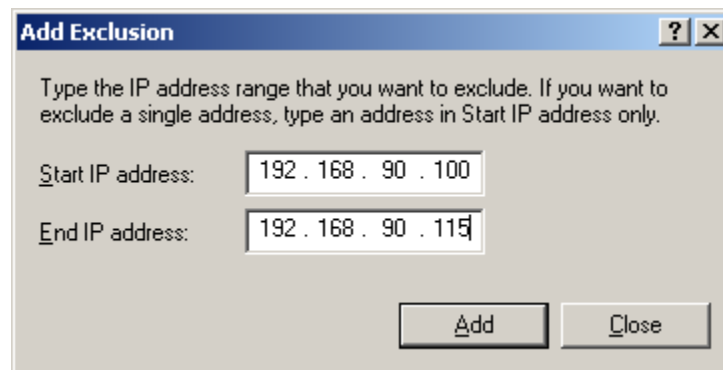 Add Exclusion
Type the IP address range that you want to exclude. If you want to
exclude a single address, type an address in Start IP address only.
Start IP address: 192 . 168 . 90 . 100
End IP address: 192 . 168 . 90 . 115
Add Close